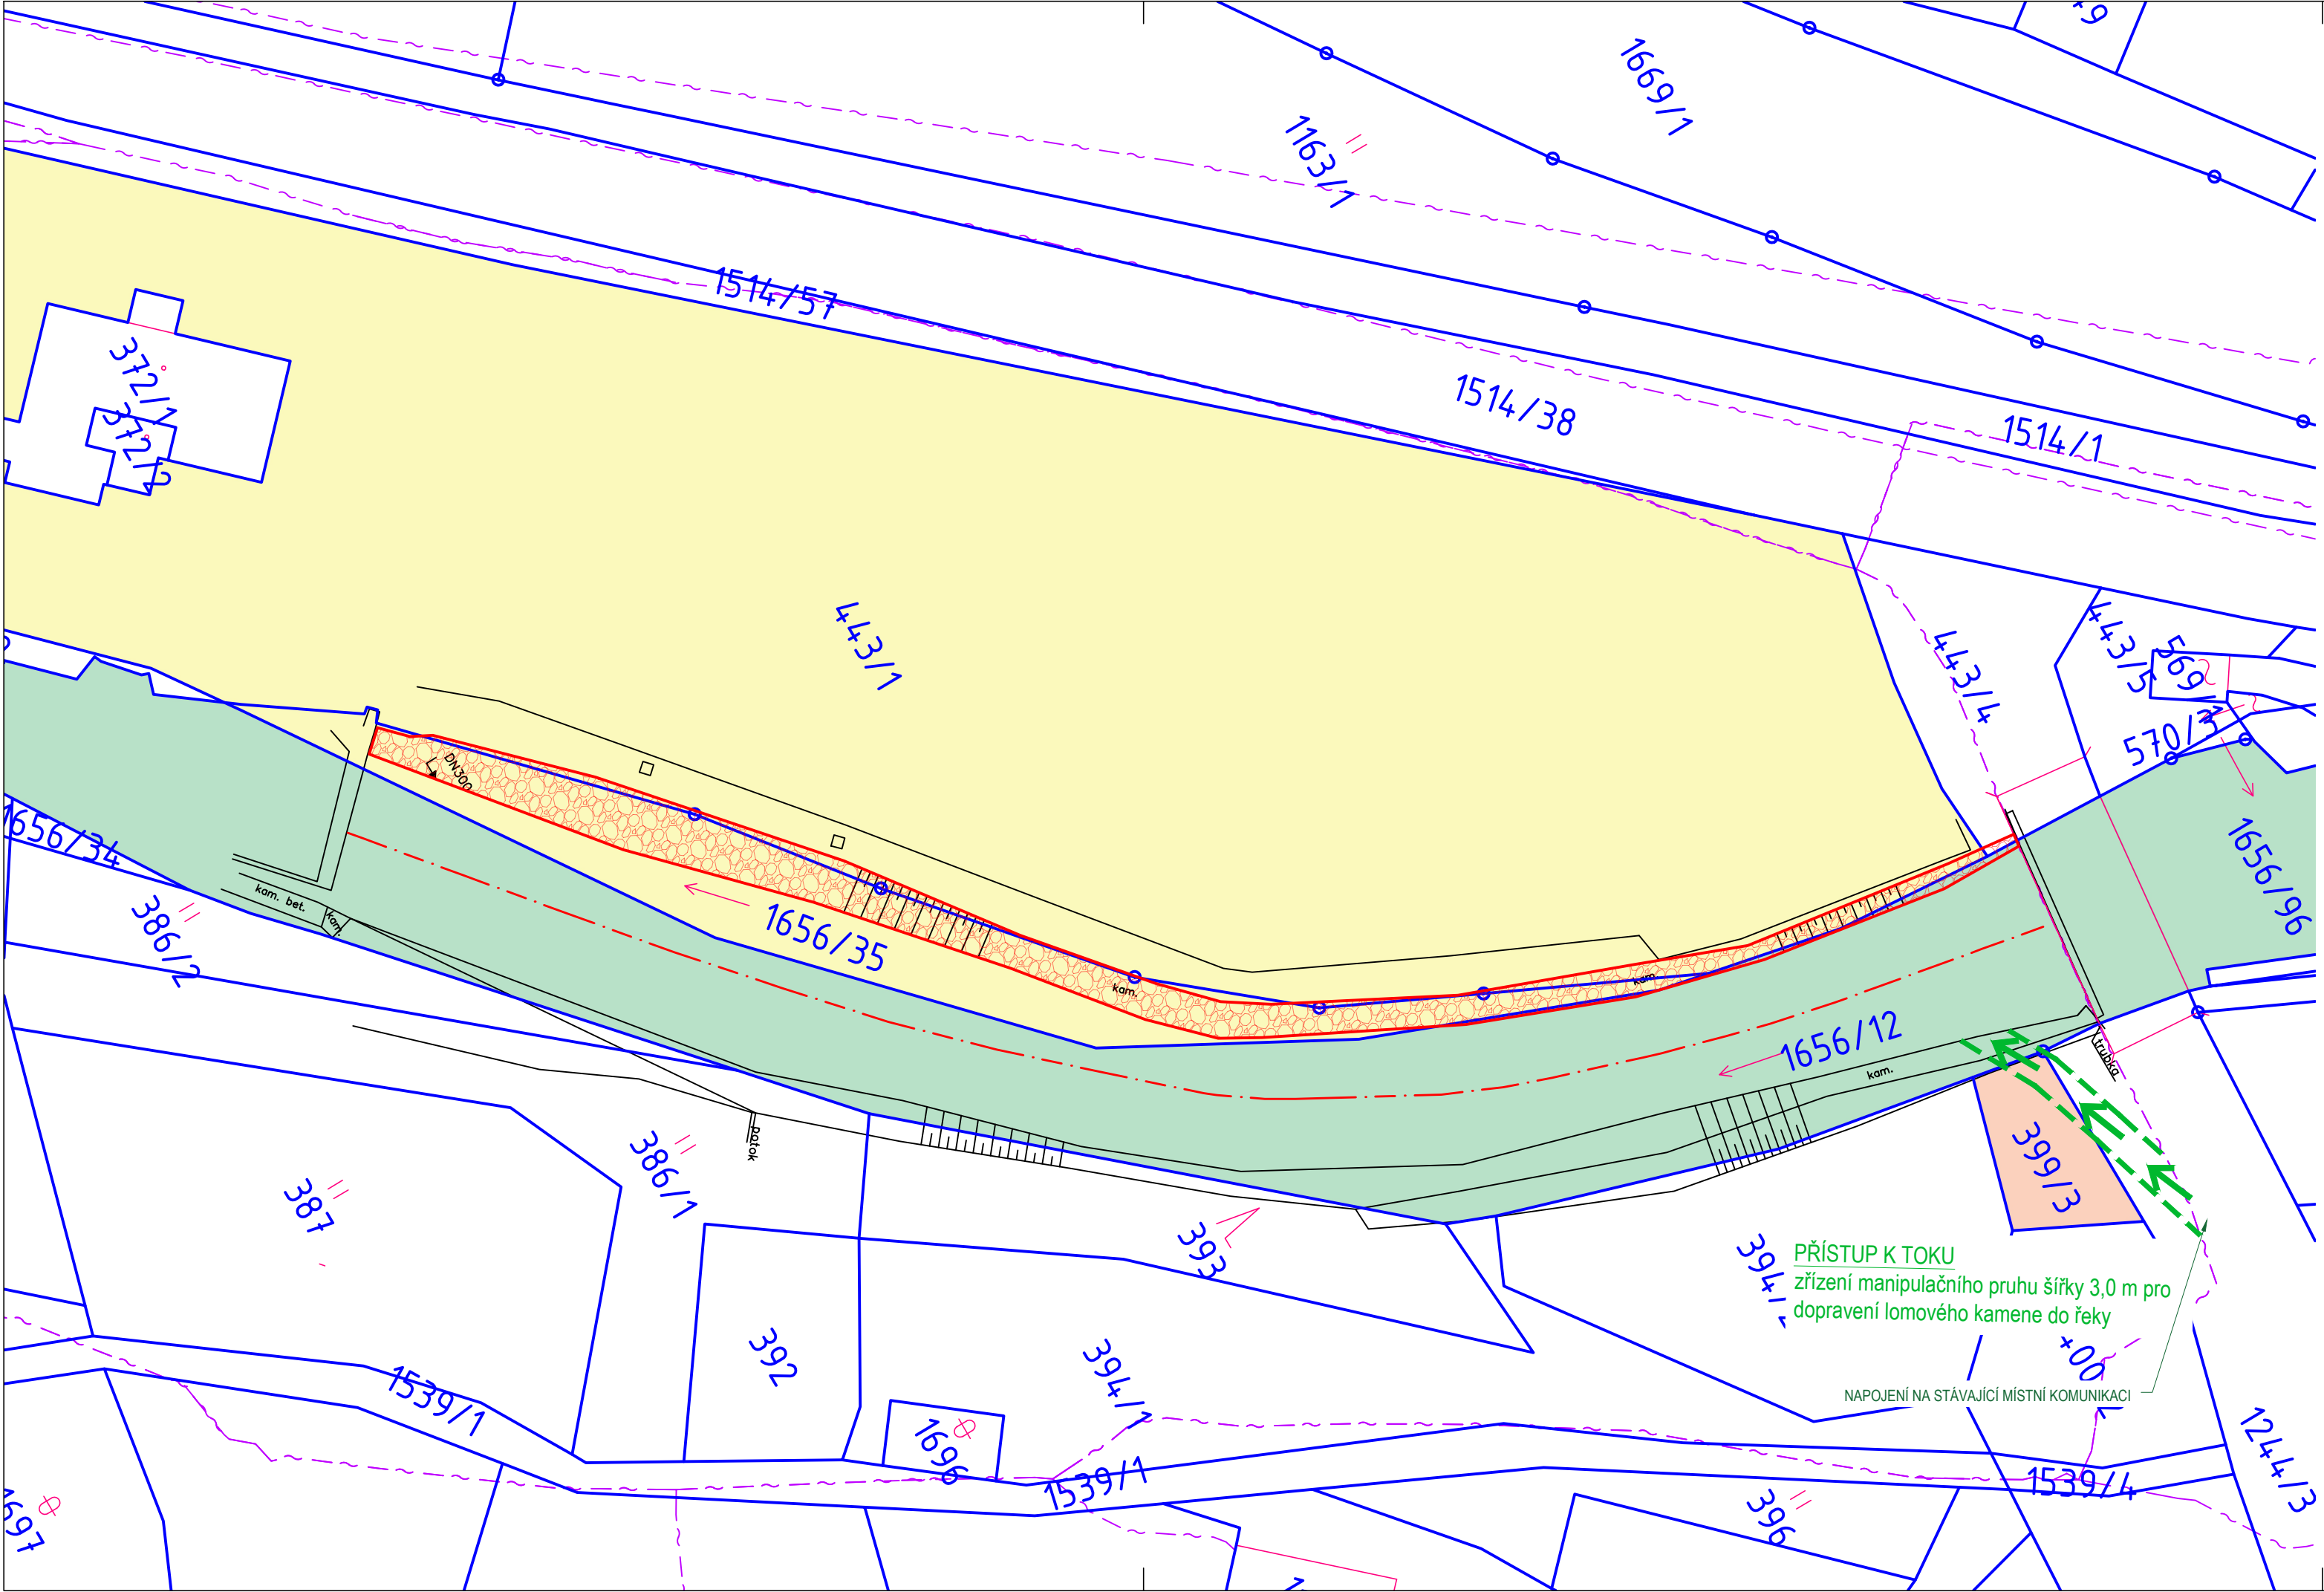 1669/1
1163/1
1514/57
1514/38
1514/1
372/1
372/2
443/1
443/4
443/5
569
570/3
1656/96
DN300
1656/34
kam. bet.
kam.
386/2
1656/35
kam.
kam.
1656/12
kam.
trubka
399/3
387
386/1
patok
393
392
394/1
PŘÍSTUP K TOKU
zřízení manipulačního pruhu šířky 3,0 m pro
dopravení lomového kamene do řeky
NAPOJENÍ NA STÁVAJÍCÍ MÍSTNÍ KOMUNIKACI
1539/1
1696
1539/1
396
1539/4
1244/3